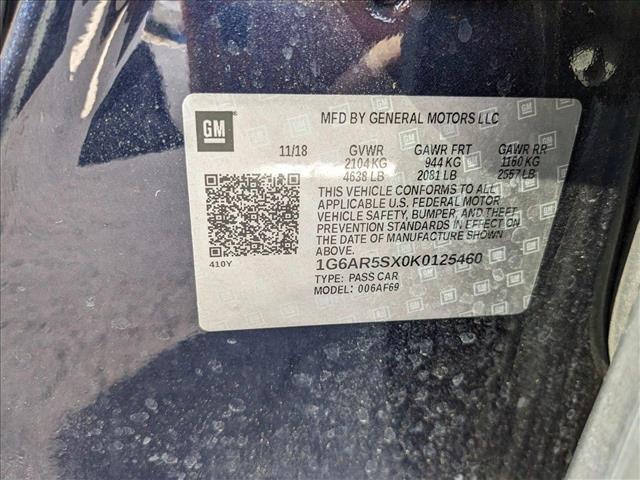 GM
MFD BY GENERAL MOTORS LLC
11/18 GVWR GAWR FRT GAWR RR
2104 KG 944 KG 1160 KG
4638 LB 2081 LB 2557 LB
THIS VEHICLE CONFORMS TO ALL
APPLICABLE U.S. FEDERAL MOTOR
VEHICLE SAFETY, BUMPER, AND THEFT
PREVENTION STANDARDS IN EFFECT ON
THE DATE OF MANUFACTURE SHOWN
ABOVE.
410Y
1G6AR5SX0K0125460
TYPE: PASS CAR
MODEL: 006AF69